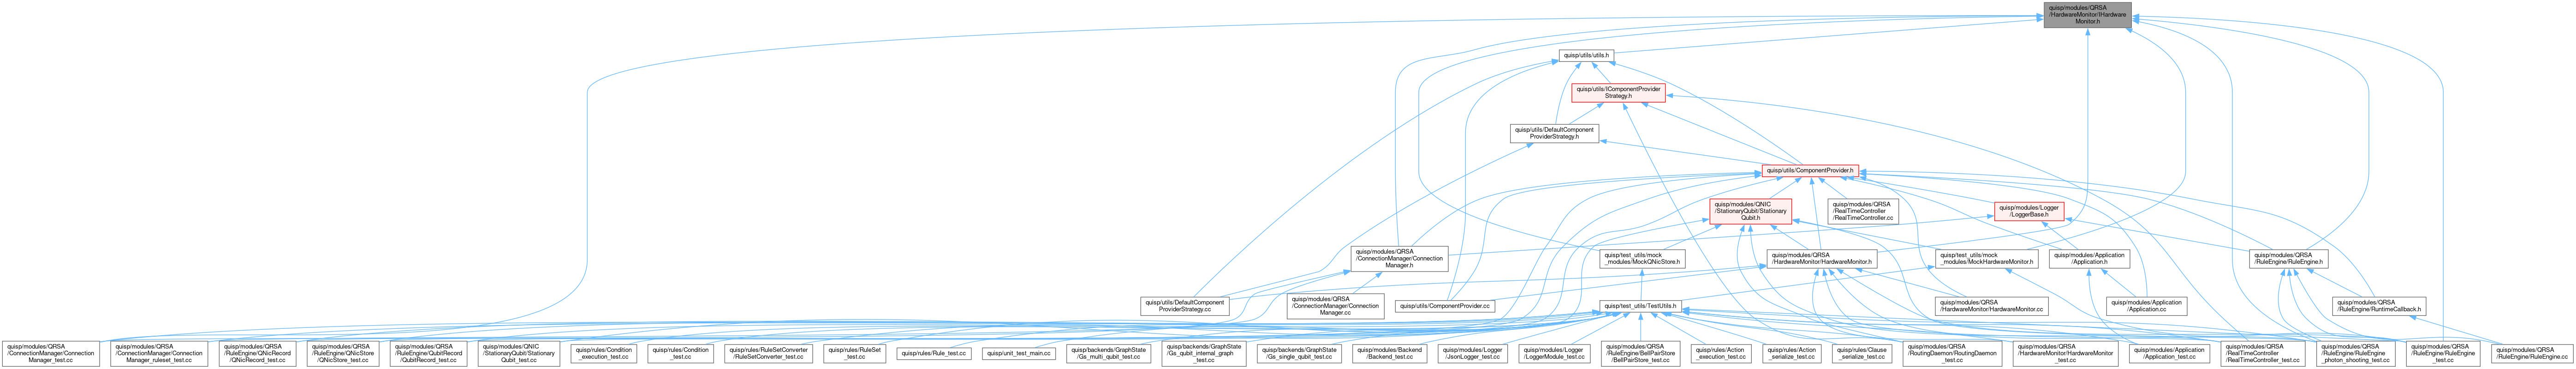 quisp/modules/QRSA
/HardwareMonitor/IHardware
Monitor.h
quisp/utils/utils.h
quisp/utils/IComponentProvider
Strategy.h
quisp/utils/DefaultComponent
ProviderStrategy.h
quisp/utils/ComponentProvider.h
quisp/modules/QNIC
/StationaryQubit/Stationary
Qubit.h
quisp/modules/QRSA
/RealTimeController
/RealTimeController.cc
quisp/modules/Logger
/LoggerBase.h
quisp/modules/QRSA
/ConnectionManager/Connection
Manager.h
quisp/test_utils/mock
_modules/MockQNicStore.h
quisp/modules/QRSA
/HardwareMonitor/HardwareMonitor.h
quisp/test_utils/mock
_modules/MockHardwareMonitor.h
quisp/modules/Application
/Application.h
quisp/modules/QRSA
/RuleEngine/RuleEngine.h
quisp/utils/DefaultComponent
ProviderStrategy.cc
quisp/modules/QRSA
/ConnectionManager/Connection
Manager.cc
quisp/utils/ComponentProvider.cc
quisp/test_utils/TestUtils.h
quisp/modules/QRSA
/HardwareMonitor/HardwareMonitor.cc
quisp/modules/Application
/Application.cc
quisp/modules/QRSA
/RuleEngine/RuntimeCallback.h
quisp/modules/QRSA
/ConnectionManager/Connection
Manager_test.cc
quisp/modules/QRSA
/ConnectionManager/Connection
Manager_ruleset_test.cc
quisp/modules/QRSA
/RuleEngine/QNicRecord
/QNicRecord_test.cc
quisp/modules/QRSA
/RuleEngine/QNicStore
/QNicStore_test.cc
quisp/modules/QRSA
/RuleEngine/QubitRecord
/QubitRecord_test.cc
quisp/modules/QNIC
/StationaryQubit/Stationary
Qubit_test.cc
quisp/rules/Condition
_execution_test.cc
quisp/rules/Condition
_test.cc
quisp/rules/RuleSetConverter
/RuleSetConverter_test.cc
quisp/rules/RuleSet
_test.cc
quisp/rules/Rule_test.cc
quisp/unit_test_main.cc
quisp/backends/GraphState
/Gs_multi_qubit_test.cc
quisp/backends/GraphState
/Gs_qubit_internal_graph
_test.cc
quisp/backends/GraphState
/Gs_single_qubit_test.cc
quisp/modules/Backend
/Backend_test.cc
quisp/modules/Logger
/JsonLogger_test.cc
quisp/modules/Logger
/LoggerModule_test.cc
quisp/modules/QRSA
/RuleEngine/BellPairStore
/BellPairStore_test.cc
quisp/rules/Action
_execution_test.cc
quisp/rules/Action
_serialize_test.cc
quisp/rules/Clause
_serialize_test.cc
quisp/modules/QRSA
/RoutingDaemon/RoutingDaemon
_test.cc
quisp/modules/QRSA
/HardwareMonitor/HardwareMonitor
_test.cc
quisp/modules/Application
/Application_test.cc
quisp/modules/QRSA
/RealTimeController
/RealTimeController_test.cc
quisp/modules/QRSA
/RuleEngine/RuleEngine
_photon_shooting_test.cc
quisp/modules/QRSA
/RuleEngine/RuleEngine
_test.cc
quisp/modules/QRSA
/RuleEngine/RuleEngine.cc